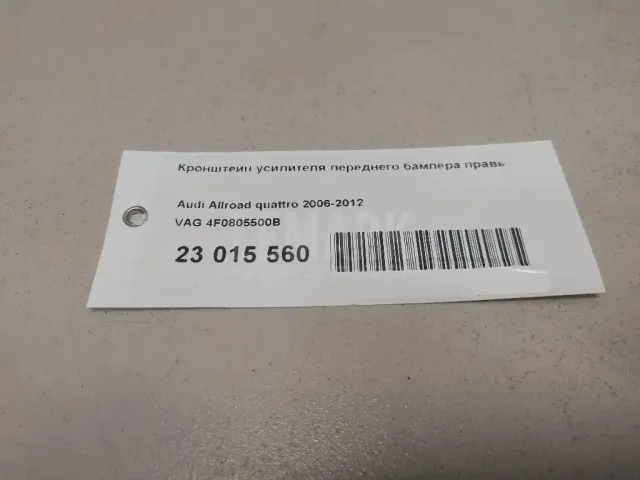 Кронштейн усилителя переднего бампера правы
Audi Allroad quattro 2006-2012
VAG 4F0805500B
23 015 560